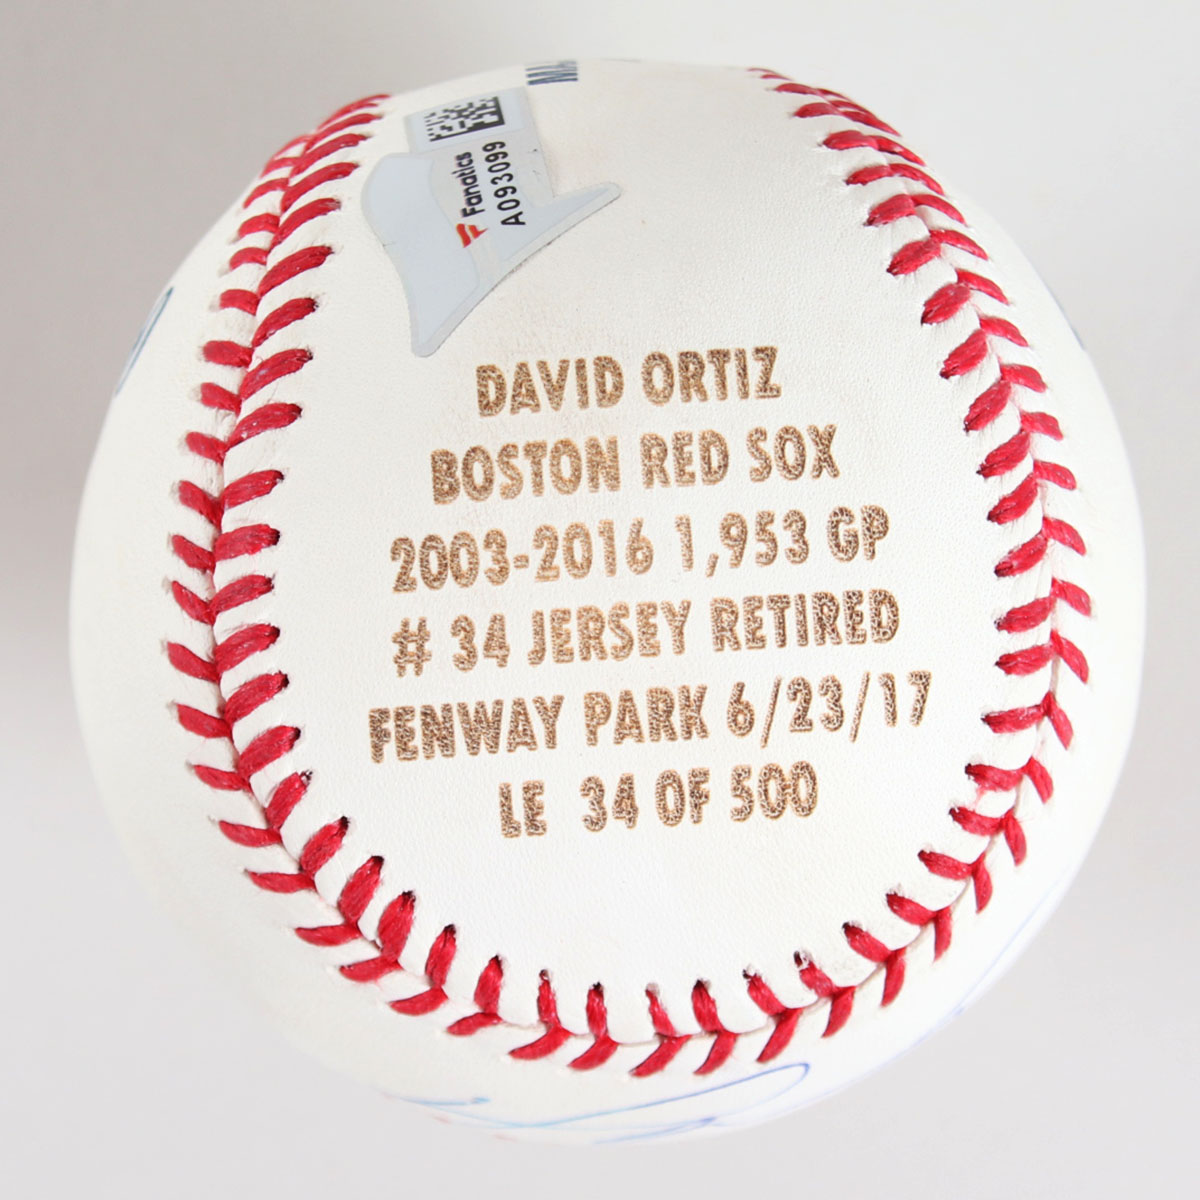 Fanatics
A093099
DAVID ORTIZ
BOSTON RED SOX
2003-2016 1,953 GP
# 34 JERSEY RETIRED
FENWAY PARK 6/23/17
LE 34 OF 500